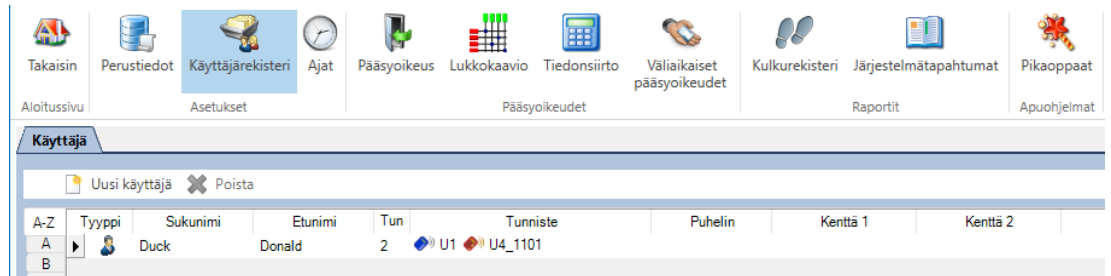 Takaisin Perustiedot Käyttäjärekisteri Ajat Pääsyoikeus Lukkokaavio Tiedonsiirto Väliaikaiset pääsyoikeudet Kulkurekisteri Järjestelmätapahtumat Pikaoppaat
Aloitussivu Asetukset Pääsyoikeudet Raportit Apuohjelmat
Käyttäjä
Uusi käyttäjä Poista
A-Z Tyyppi Sukunimi Etunimi Tun Tunniste Puhelin Kenttä 1 Kenttä 2
A Duck Donald 2 U1 U4_1101
B